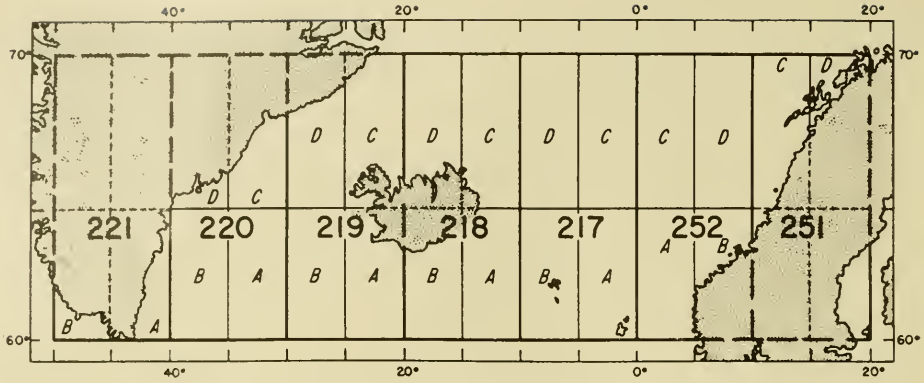 40° 20° 0° 20°
70° 70°
C D
D C D C D C C D
D C
221 220 219 218 217 252 251
A B
B A B A B A B A
B A
60° 60°
40° 20° 0° 20°